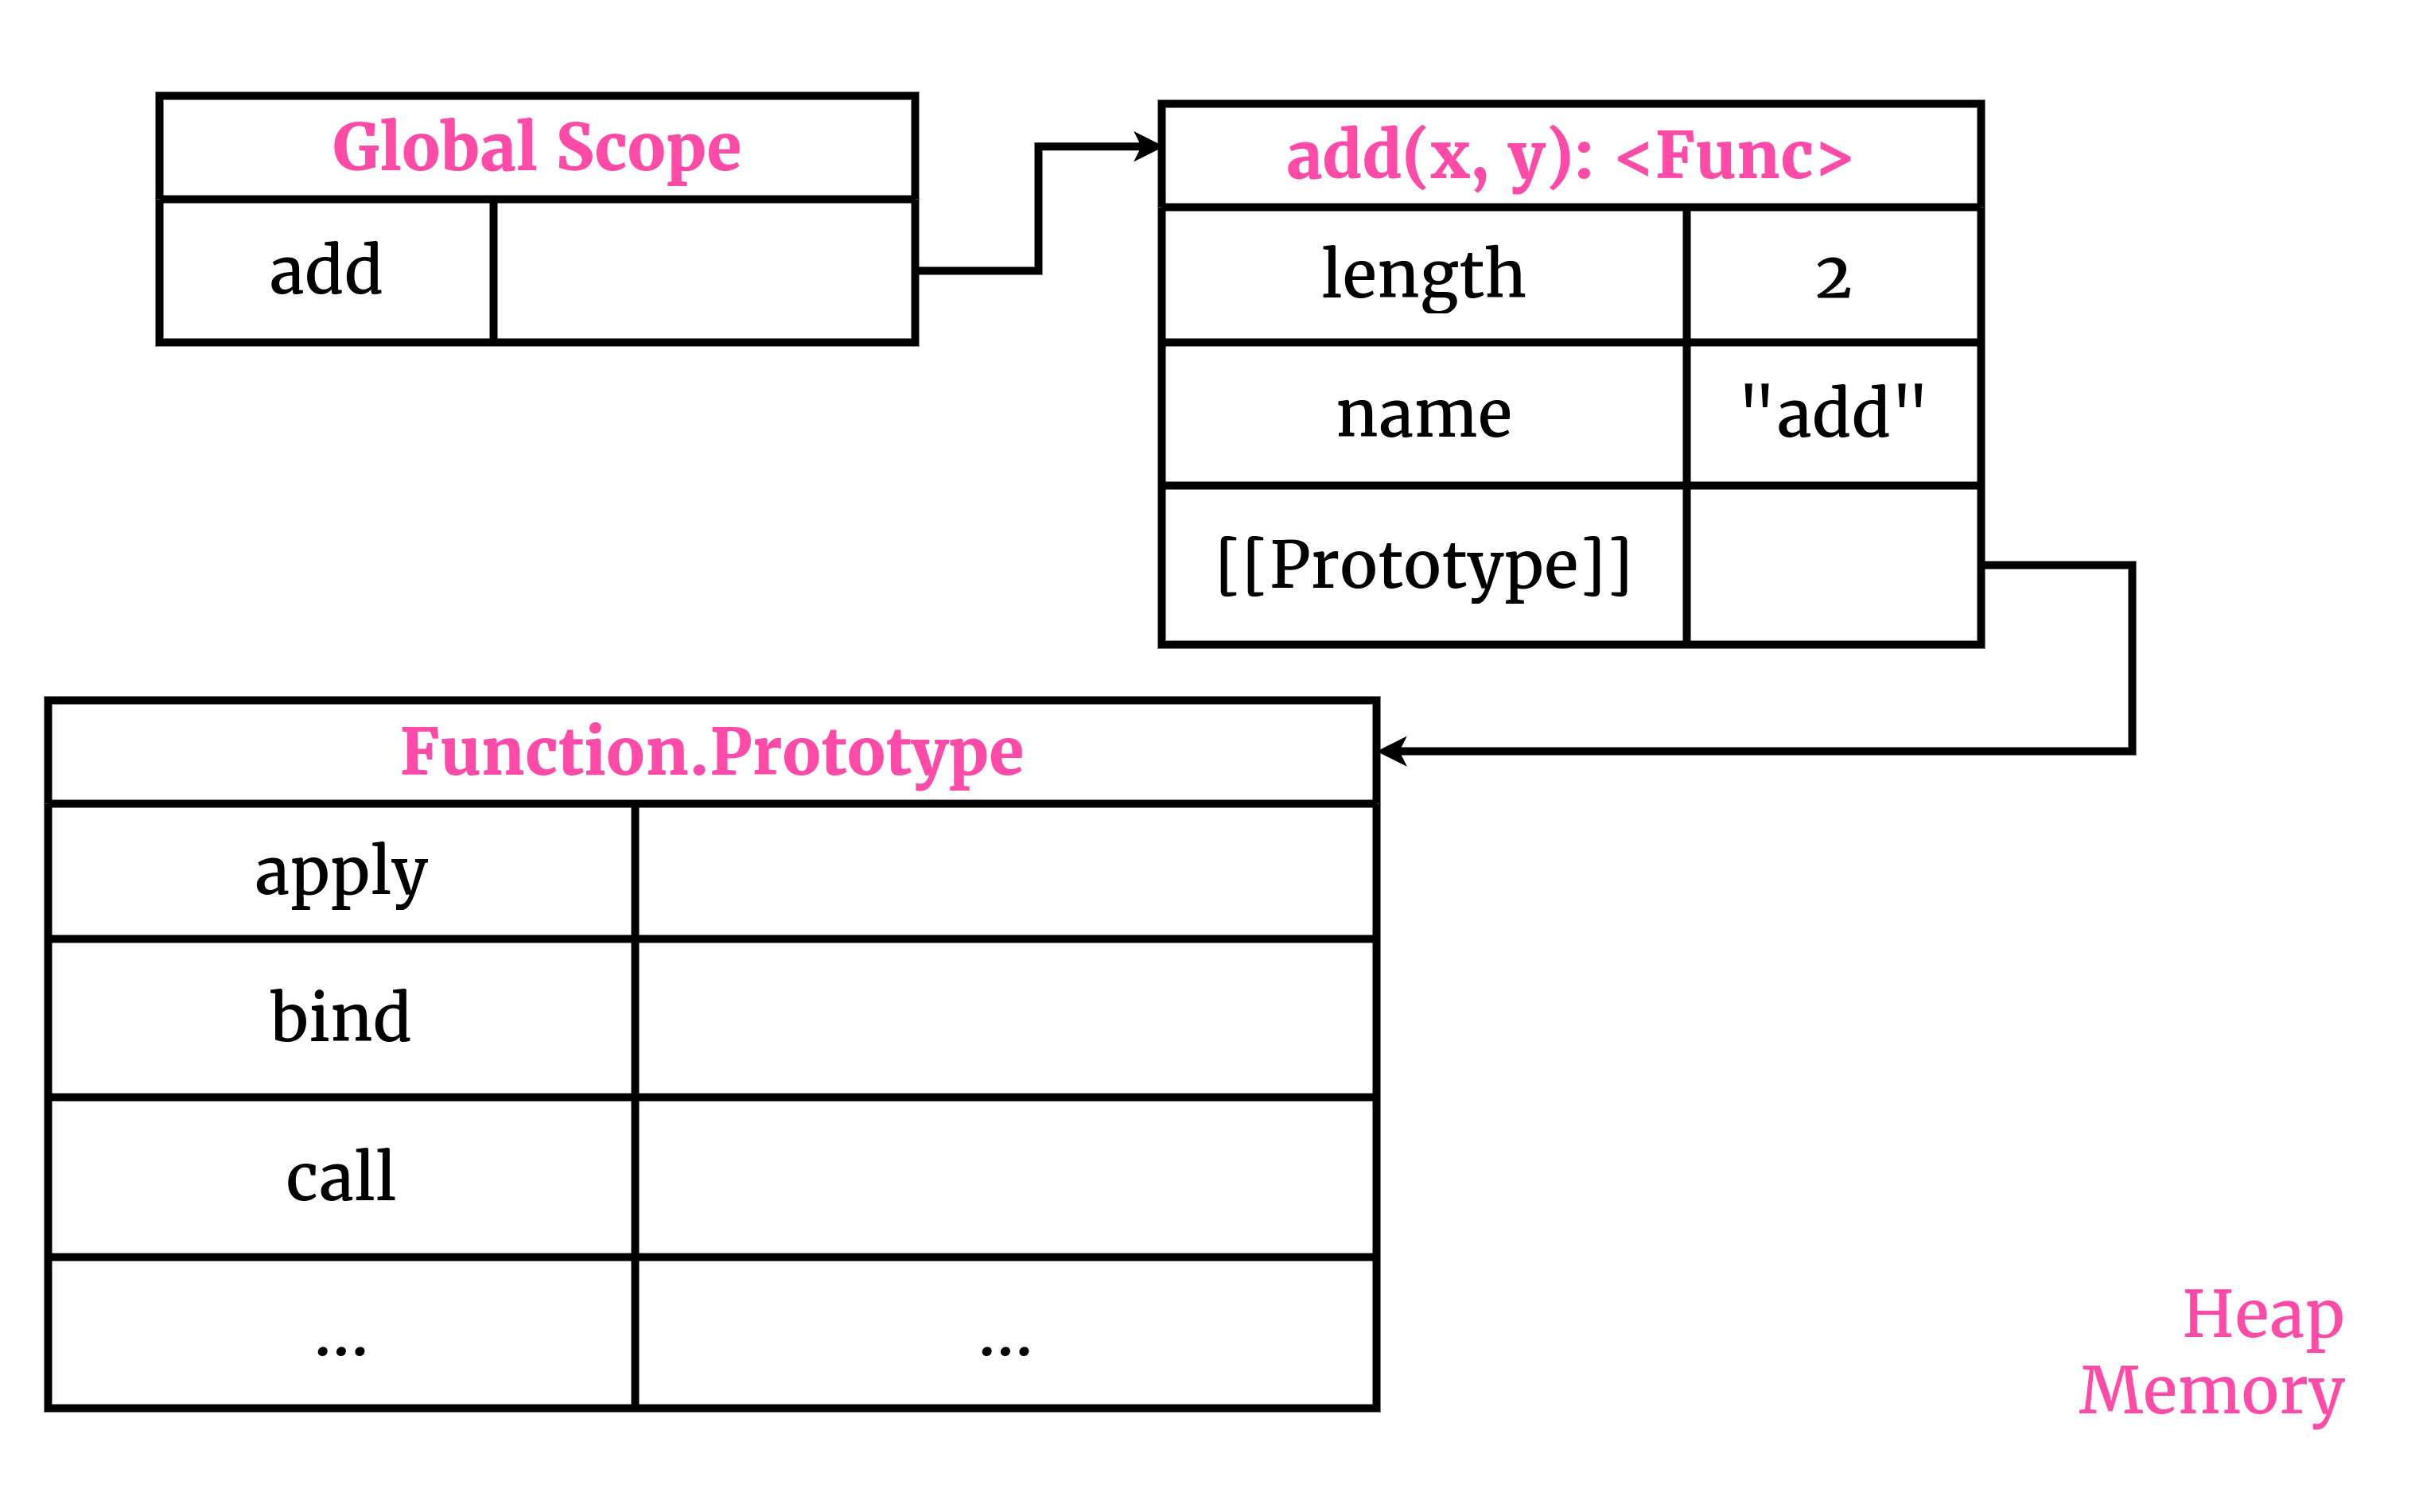 Global Scope
add
add(x, y): <Func>
length 2
name "add"
[[Prototype]]
Function.Prototype
apply
bind
call
... ...
Heap
Memory